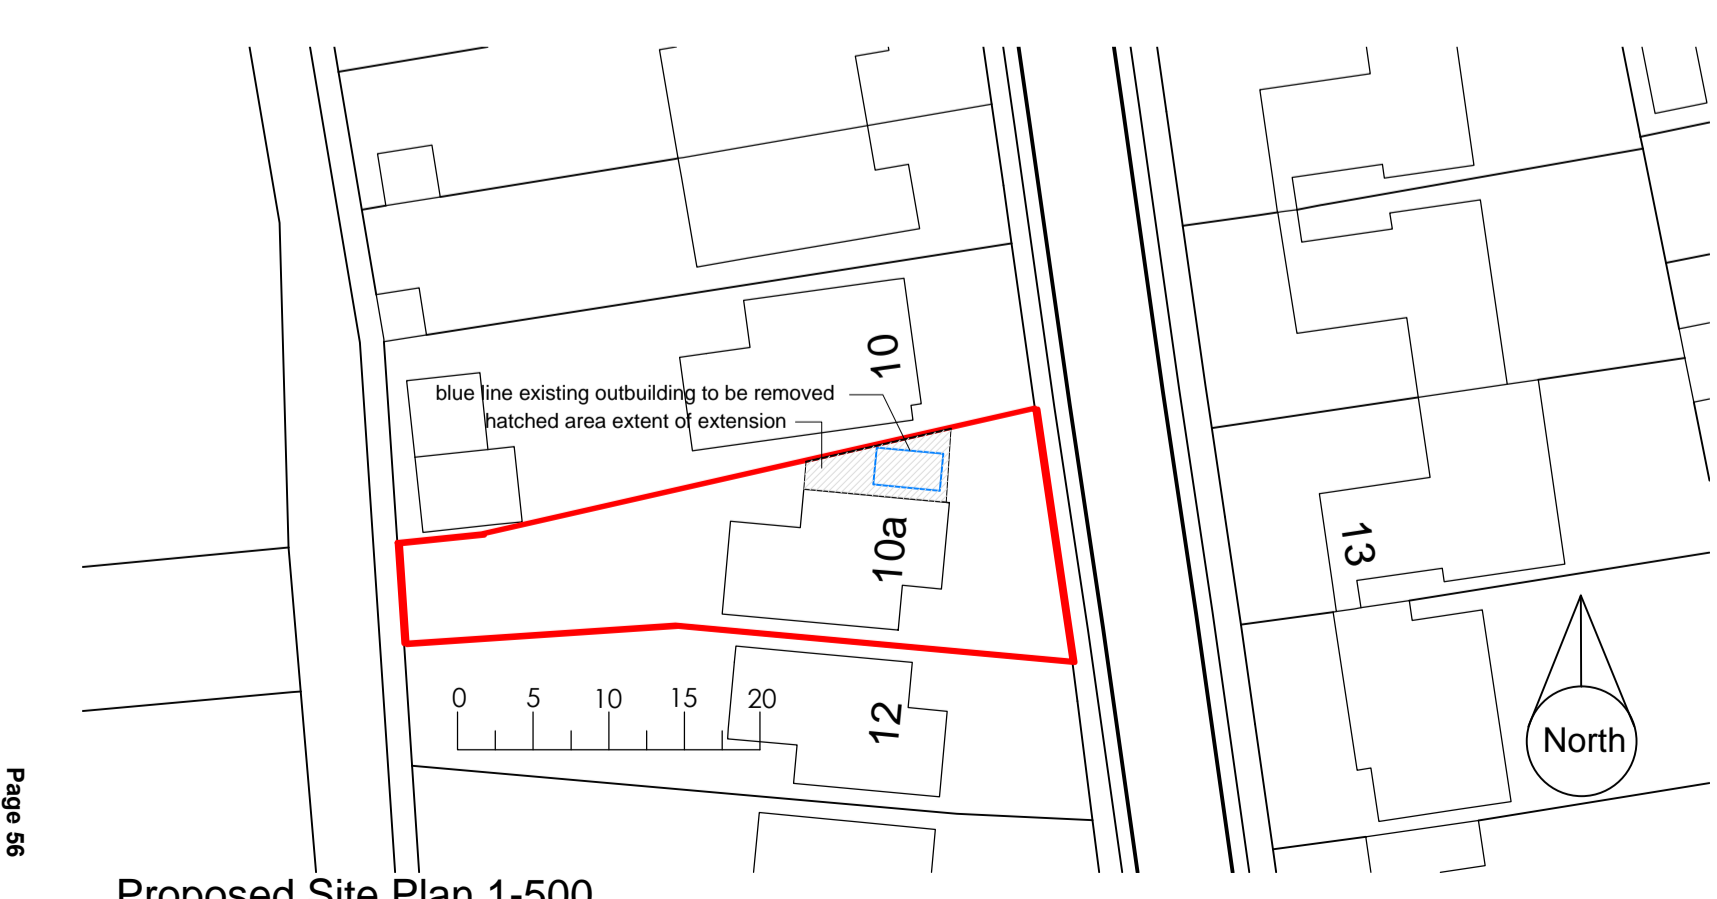 10
blue line existing outbuilding to be removed
hatched area extent of extension
10a
13
0 5 10 15 20
12
North
Page 56
Proposed Site Plan 1-500